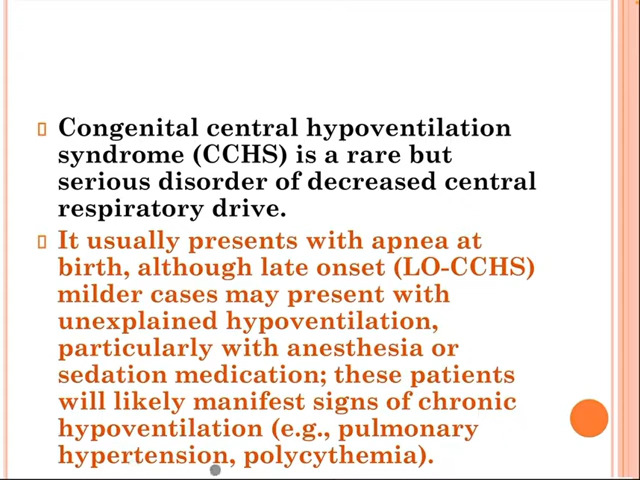 Congenital central hypoventilation
syndrome (CCHS) is a rare but
serious disorder of decreased central
respiratory drive.
It usually presents with apnea at
birth, although late onset (LO-CCHS)
milder cases may present with
unexplained hypoventilation,
particularly with anesthesia or
sedation medication; these patients
will likely manifest signs of chronic
hypoventilation (e.g., pulmonary
hypertension, polycythemia).